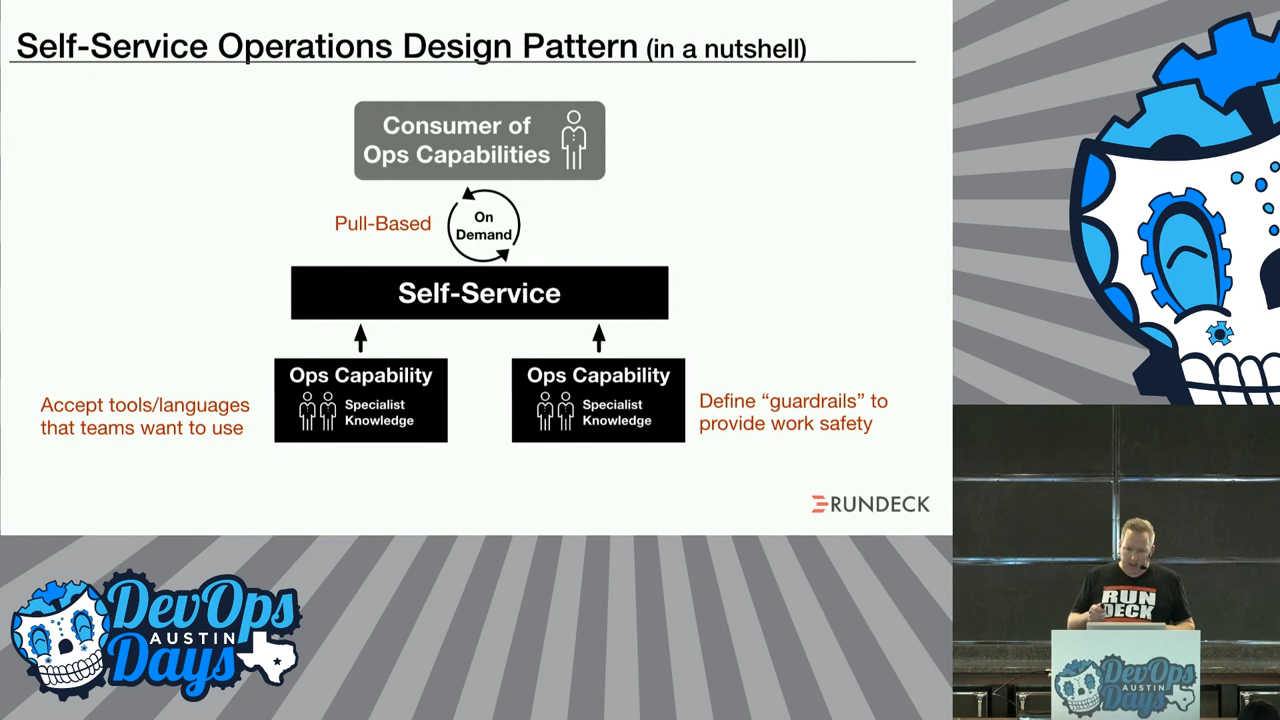 Self-Service Operations Design Pattern (in a nutshell)
Consumer of
Ops Capabilities
Pull-Based
On
Demand
Self-Service
Ops Capability
Specialist
Knowledge
Ops Capability
Specialist
Knowledge
Accept tools/languages
that teams want to use
Define “guardrails” to
provide work safety
RUNDECK
DevOps
AUSTIN
Days
RUN
DECK
DevOps
AUSTIN
Days